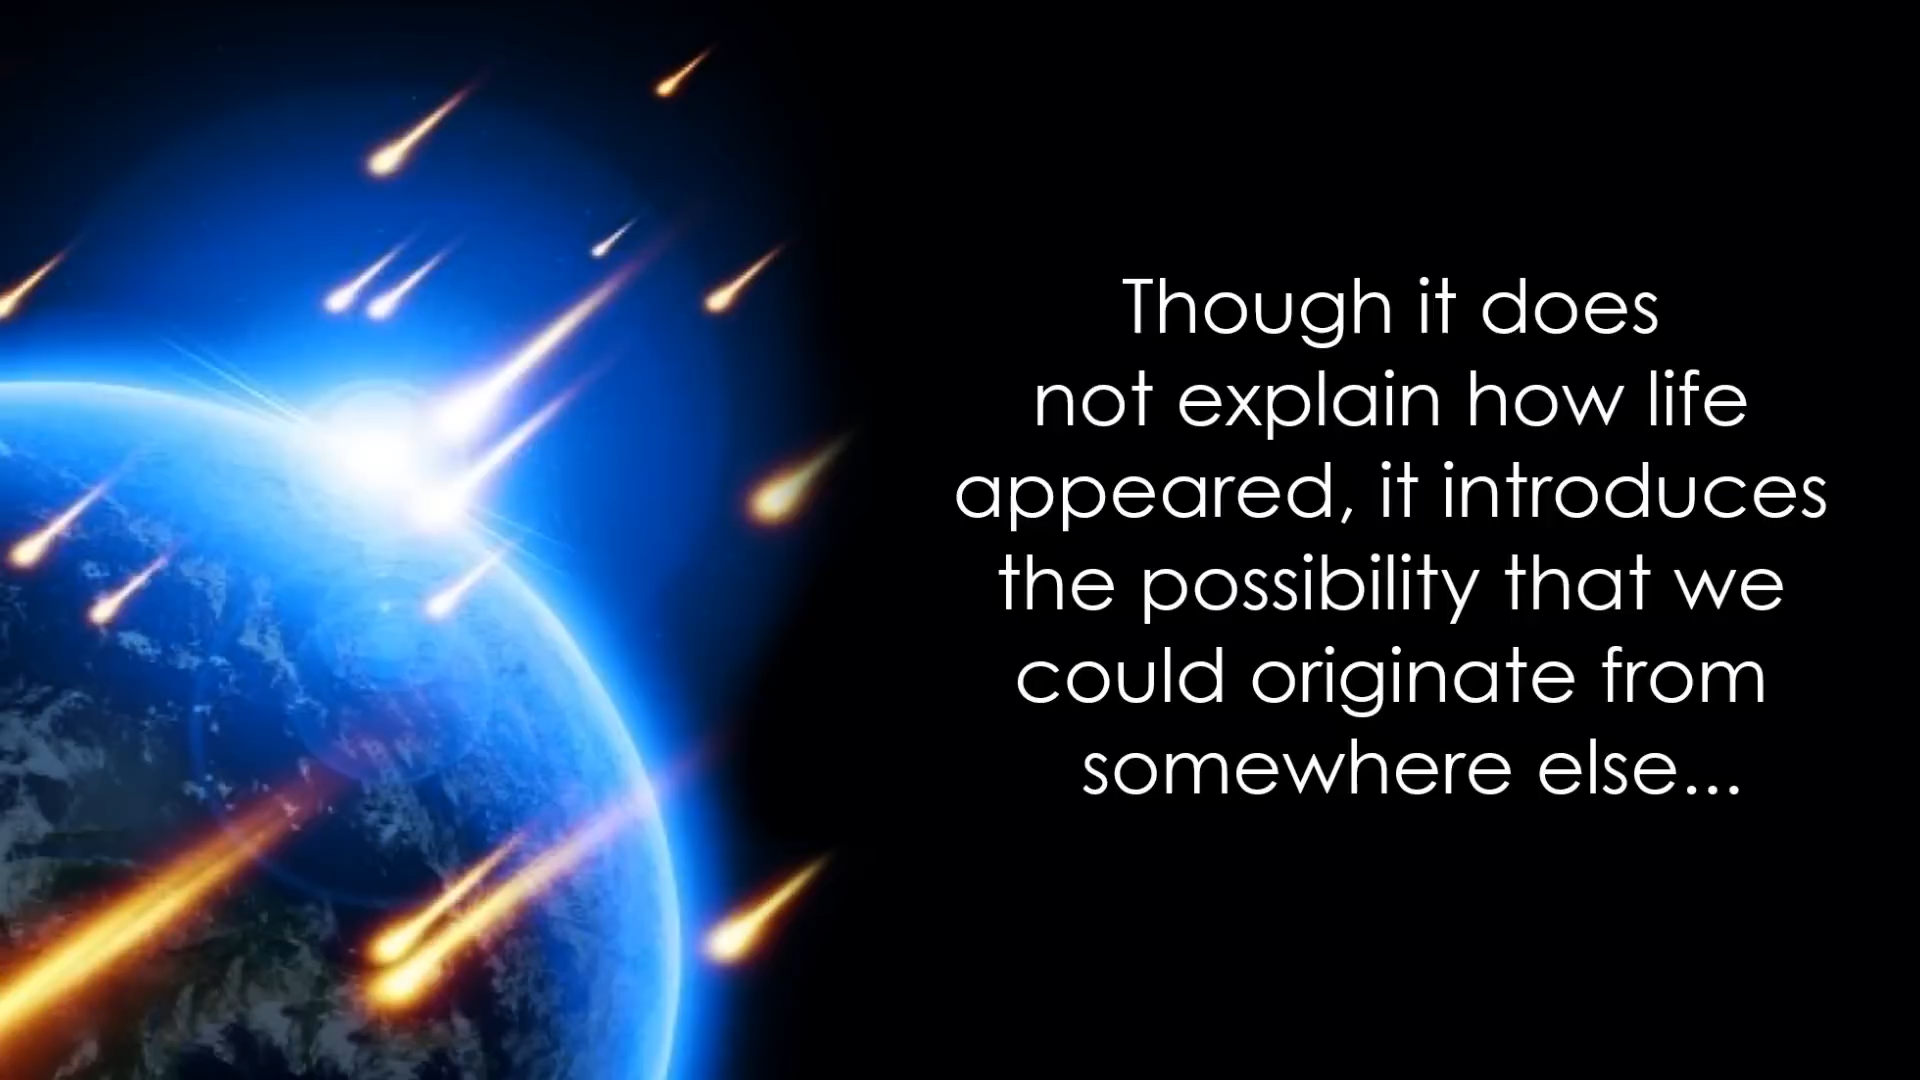 Though it does
not explain how life
appeared, it introduces
the possibility that we
could originate from
somewhere else...